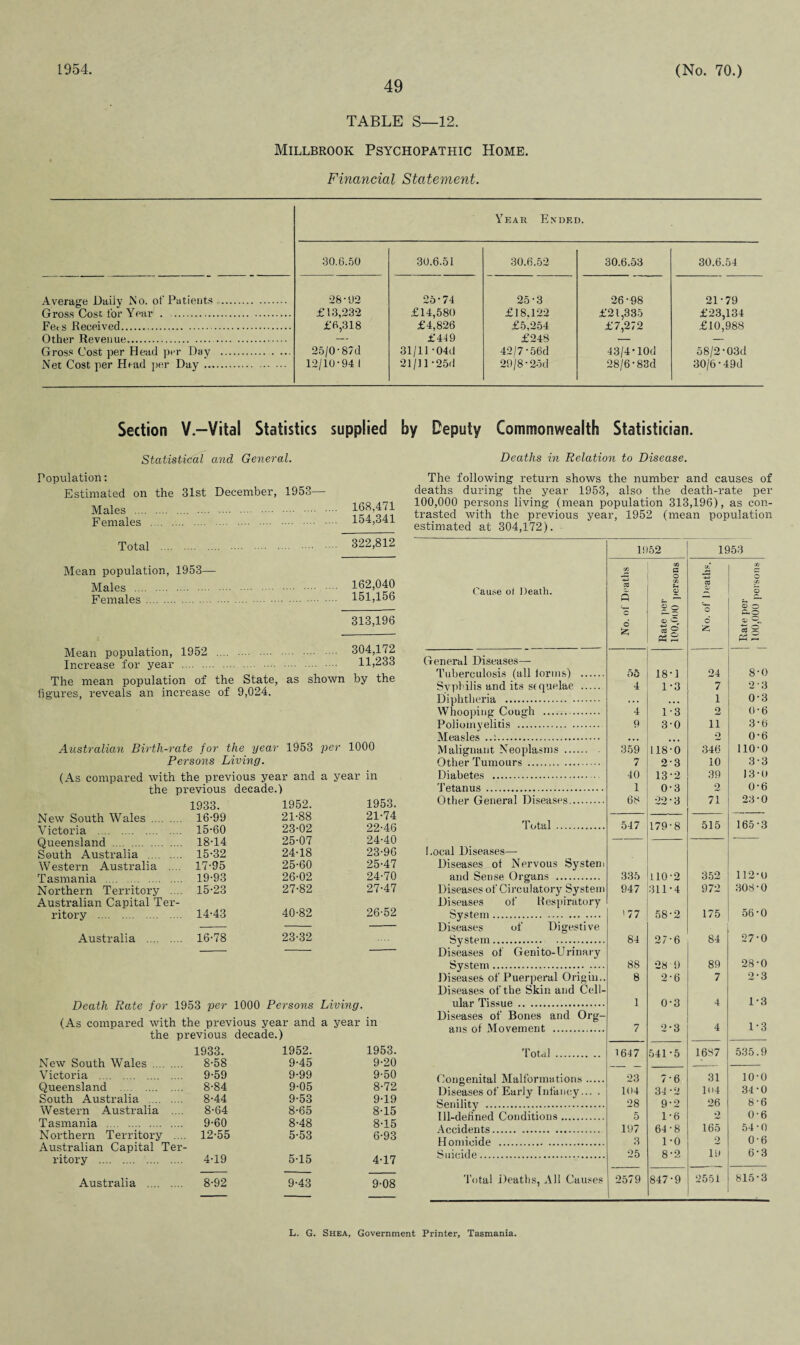 1954.
(No. 70.)
49
TABLE S—12.
MILLBROOK PSYCHOPATHIC HOME.
Financial Statement.
YEAR ENDED.
30.6.50 30.6.51 30.6.52 30.6.53 30.6.54
Average Daily No. of Patients .......... 28·92 25·74 25·3 26·98 21·79
Gross Cost for Year .......... £13,232 £14,580 £18,122 £21,335 £23,134
Fees Received.......... £6,318 £4,826 £5,254 £7,272 £10,988
Other Revenue.......... — £449 £248 — —
Gross Cost per Head per Day .......... 25/0·87d 31/11·04d 42/7·56d 43/4·10d 58/2·03d
Net Cost per Head per Day .......... 12/10·94 21/11·25d 29/8·25d 28/6·83d 30/6·49d
Section V.—Vital Statistics supplied by Deputy Commonwealth Statistician.
Statistical and General.
Population:
Estimated on the 31st December, 1953—
Males .... 168,471
Females .... 154,341
Total .... 322,812
Mean population, 1953—
Males .... 162,040
Females .... 151,156
313,196
Mean population, 1952 .... 304,172
Increase for year .... 11,233
The mean population of the State, as shown by the
figures, reveals an increase of 9,024.
Australian Birth-rate for the year 1953 per 1000
Persons Living.
(As compared with the previous year and a year in
the previous decade.)
1933. 1952. 1953.
New South Wales .... 16·99 21·88 21·74
Victoria .... 15·60 23·02 22·46
Queensland .... 18·14 25·07 24·40
South Australia .... 15·32 24·18 23·96
Western Australia .... 17·95 25·60 25·47
Tasmania .... 19·93 26·02 24·70
Northern Territory .... 15·23 27·82 27·47
Australian Capital Ter-
ritory .... 14·43 40·82 26·52
Australia .... 16·78 23·32 ....
Death Rate for 1953 per 1000 Persons Living.
(As compared with the previous year and a year in
the previous decade.)
1933. 1952. 1953.
New South Wales .... 8·58 9·45 9·20
Victoria .... 9·59 9·99 9·50
Queensland .... 8·84 9·05 8·72
South Australia .... 8·44 9·53 9·19
Western Australia .... 8·64 8·65 8·15
Tasmania .... 9·60 8·48 8·15
Northern Territory .... 12·55 5·53 6·93
Australian Capital Ter-
ritory .... 4·19 5·15 4·17
Australia .... 8·92 9·43 9·08
Deaths in Relation to Disease.
The following return shows the number and causes of
deaths during the year 1953, also the death-rate per
100,000 persons living (mean population 313,196), as con-
trasted with the previous year, 1952 (mean population
estimated at 304,172).
1952 1953
Cause of Death. No. of Deaths Rate per 100,000 persons No. of Deaths. Rate per 100,000 persons
General Diseases—
Tuberculosis (all forms) ...... 55 18·1 24 8·0
Syphilis and its sequelae ..... 4 1·3 7 2·3
Diphtheria .......... ... ... 1 0·3
Whooping Cough .......... 4 1·3 2 0·6
Poliomyelitis .......... 9 3·0 11 3·6
Measles .......... ... ... 2 0·6
Malignant Neoplasms ...... 359 118·0 346 110·0
Other Tumours .......... 7 2·3 10 3·3
Diabetes .......... 40 13·2 39 13·0
Tetanus .......... 1 0·3 2 0·6
Other General Diseases.......... 68 22·3 71 23·0
Total .......... 547 179·8 515 165·3
Local Diseases—
Diseases of Nervous System
and Sense Organs .......... 335 110·2 352 112·0
Diseases of Circulatory System 947 311·4 972 308·0
Diseases of Respiratory
System.......... 177 58·2 175 56·0
Diseases of Digestive
System.......... 84 27·6 84 27·0
Diseases of Genito-Urinary
System .......... 88 28·9 89 28·0
Diseases of Puerperal Origin.. 8 2·6 7 2·3
Diseases of the Skin and Cell-
ular Tissue .......... 1 0·3 4 1·3
Diseases of Bones and Org-
ans of Movement .......... 7 2·3 4 1·3
Total .......... 1647 541·5 1687 535.9
Congenital Malformations ..... 23 7·6 31 10·0
Diseases of Early Infancy... . 104 34·2 104 34·0
Senility .......... 28 9·2 26 8·6
Ill-defined Conditions .......... 5 1·6 2 0·6
Accidents.......... 197 64·8 165 54·0
Homicide .......... 3 1·0 2 0·6
Suicide.......... 25 8·2 19 6·3
Total Deaths, All Causes 2579 847·9 2551 815·3
L. G. SHEA, Government Printer, Tasmania.